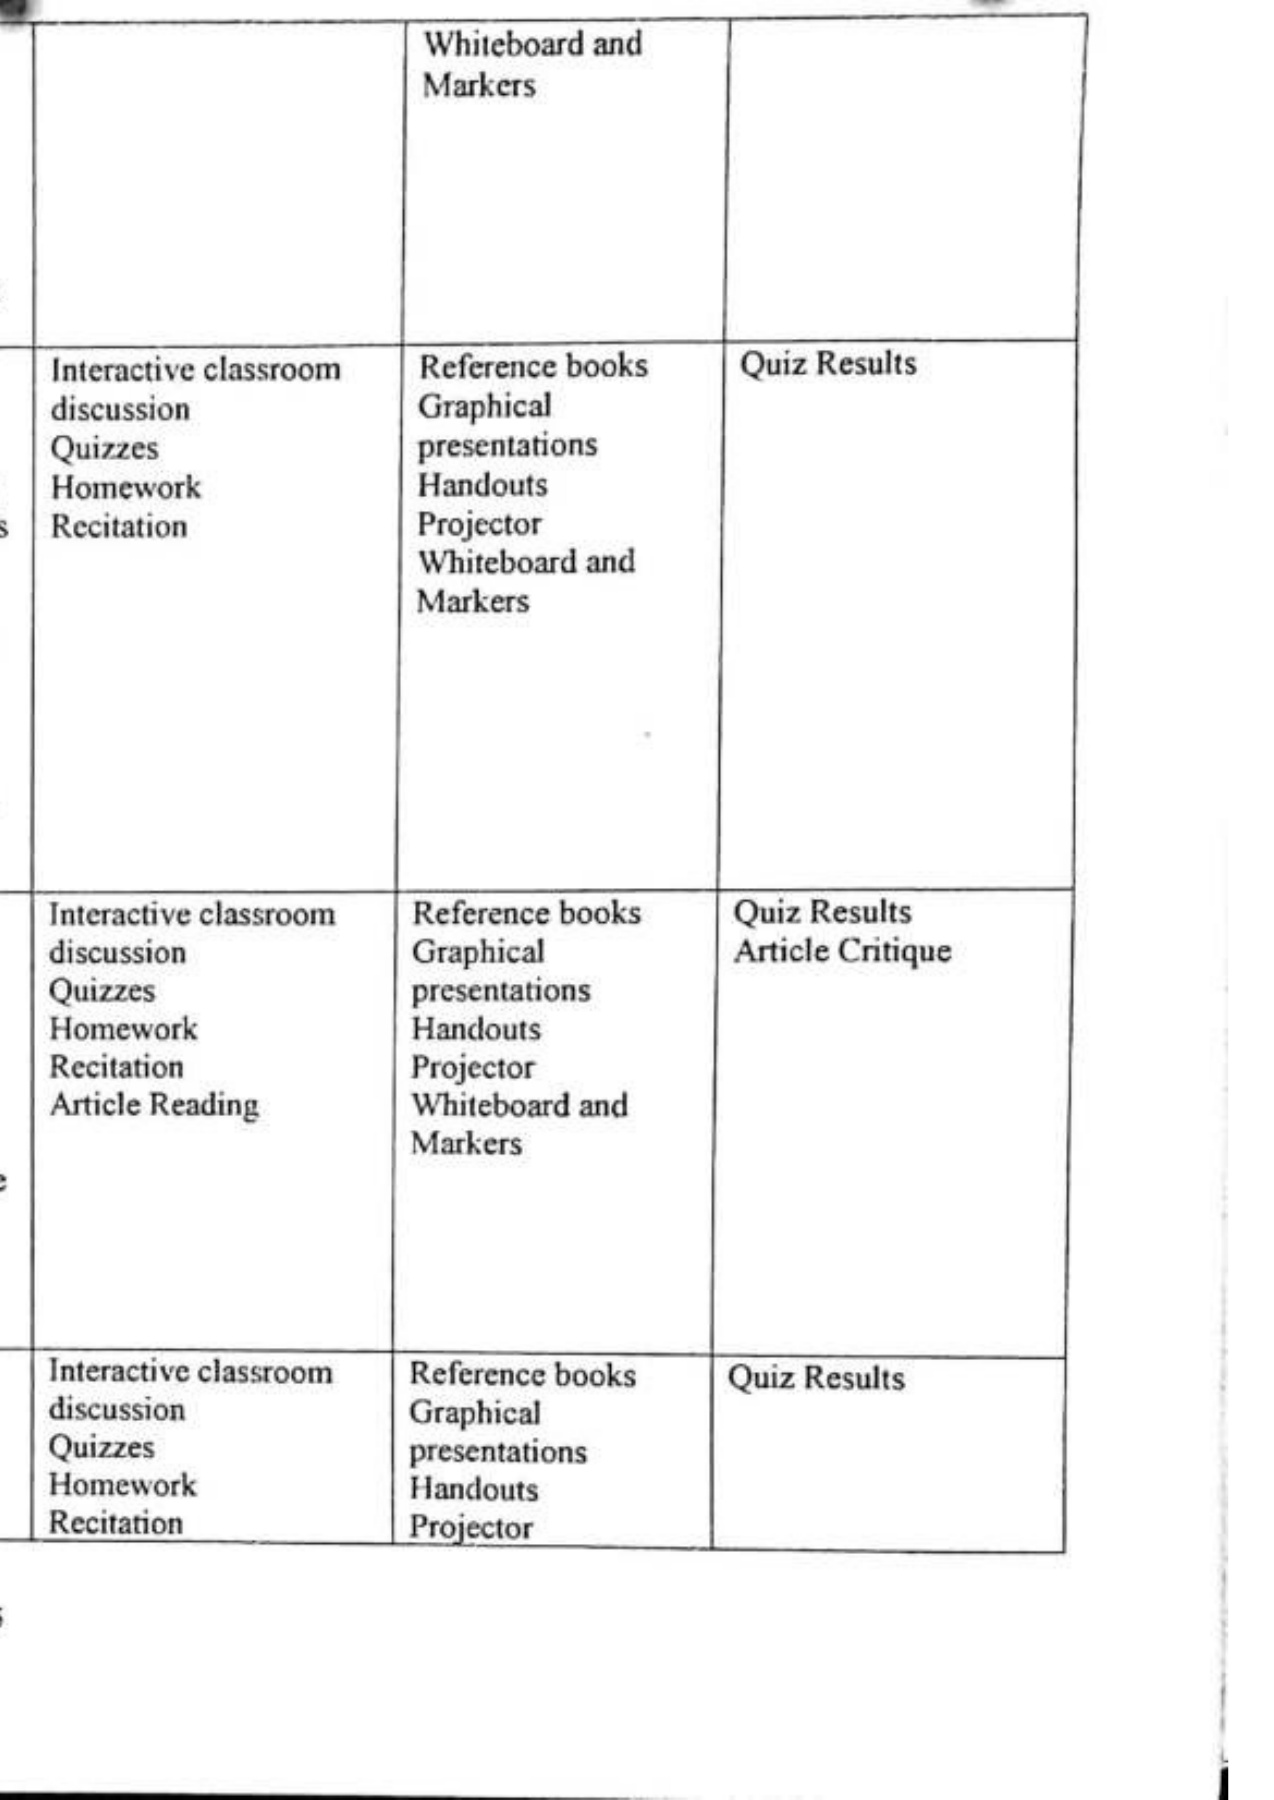 Whiteboard and
Markers
Interactive classroom
discussion
Quizzes
Homework
Recitation
Reference books
Graphical
presentations
Handouts
Projector
Whiteboard and
Markers
Quiz Results
Interactive classroom
discussion
Quizzes
Homework
Recitation
Article Reading
Reference books
Graphical
presentations
Handouts
Projector
Whiteboard and
Markers
Quiz Results
Article Critique
Interactive classroom
discussion
Quizzes
Homework
Recitation
Reference books
Graphical
presentations
Handouts
Projector
Quiz Results